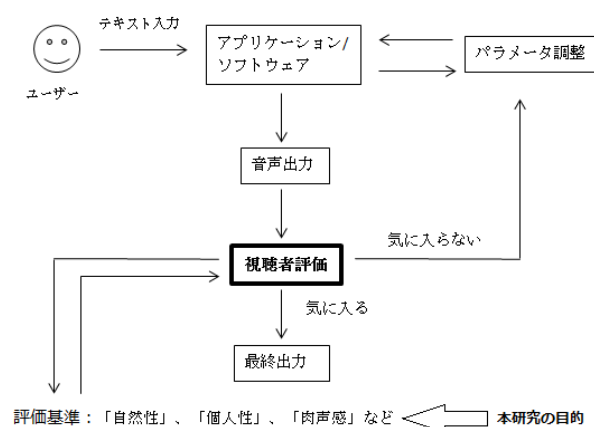 テキスト入力
ユーザー
アプリケーション/
ソフトウェア
パラメータ調整
音声出力
気に入らない
視聴者評価
気に入る
最終出力
評価基準：「自然性」、「個人性」、「肉声感」など
本研究の目的